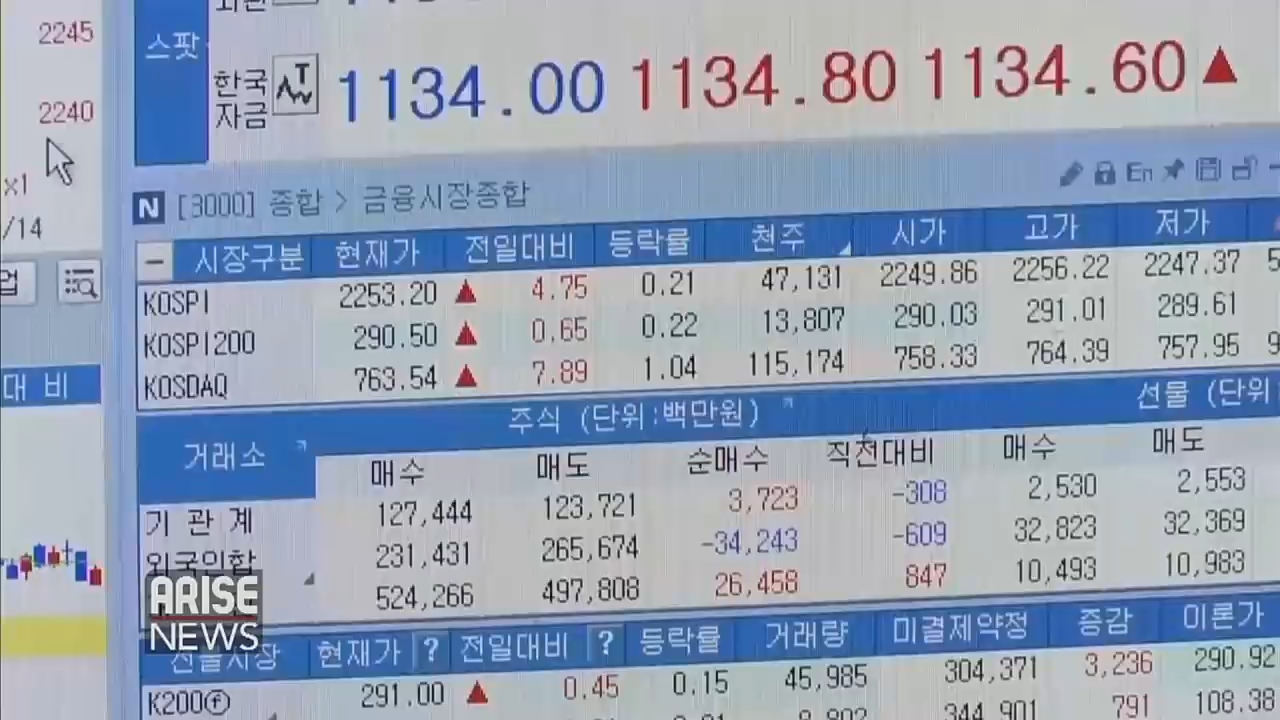 2245
2240
x1
/14
스팟
한국
자금
1134.00 1134.80 1134.60▲
N [3000] 종합 > 금융시장종합
En
시장구분 현재가 전일대비 등락률 천주 시가 고가 저가
KOSPI 2253.20 ▲ 4.75 0.21 47,131 2249.86 2256.22 2247.37
KOSPI200 290.50 ▲ 0.65 0.22 13,807 290.03 291.01 289.61
KOSDAQ 763.54 ▲ 7.89 1.04 115,174 758.33 764.39 757.95
대 비
거래소 주식 (단위:백만원) 선물 (단위
매수 매도 순매수 직전대비 매수 매도
기 관 계 127,444 123,721 3,723 -308 2,530 2,553
외국인합 231,431 265,674 -34,243 -609 32,823 32,369
524,266 497,808 26,458 847 10,493 10,983
ARISE
NEWS
선물시장 현재가 ? 전일대비 ? 등락률 거래량 미결제약정 증감 이론가
K200ⓕ 291.00 ▲ 0.45 0.15 45,985 304,371 3,236 290.92
344,901 791 108.38